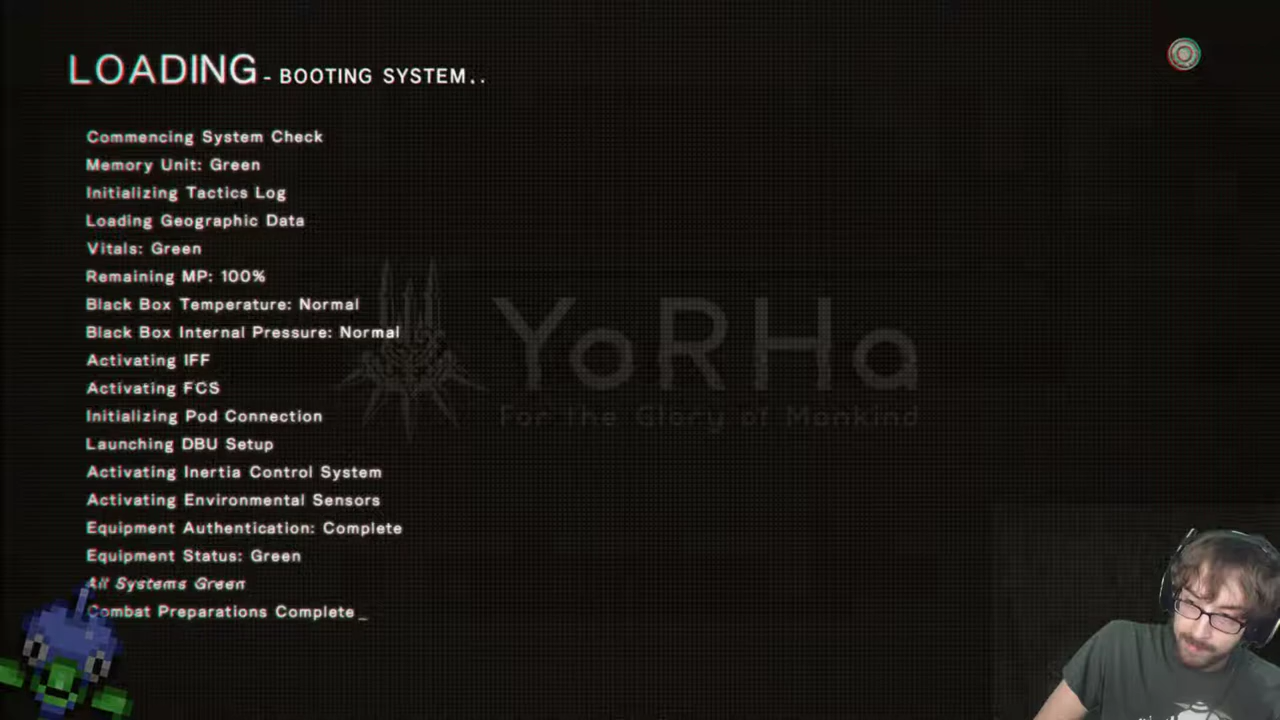 LOADING - BOOTING SYSTEM..
Commencing System Check
Memory Unit: Green
Initializing Tactics Log
Loading Geographic Data
Vitals: Green
Remaining MP: 100%
Black Box Temperature: Normal
Black Box Internal Pressure: Normal
Activating IFF
Activating FCS
Initializing Pod Connection
Launching DBU Setup
Activating Inertia Control System
Activating Environmental Sensors
Equipment Authentication: Complete
Equipment Status: Green
All Systems Green
Combat Preparations Complete_
YoRHa
For the Glory of Mankind